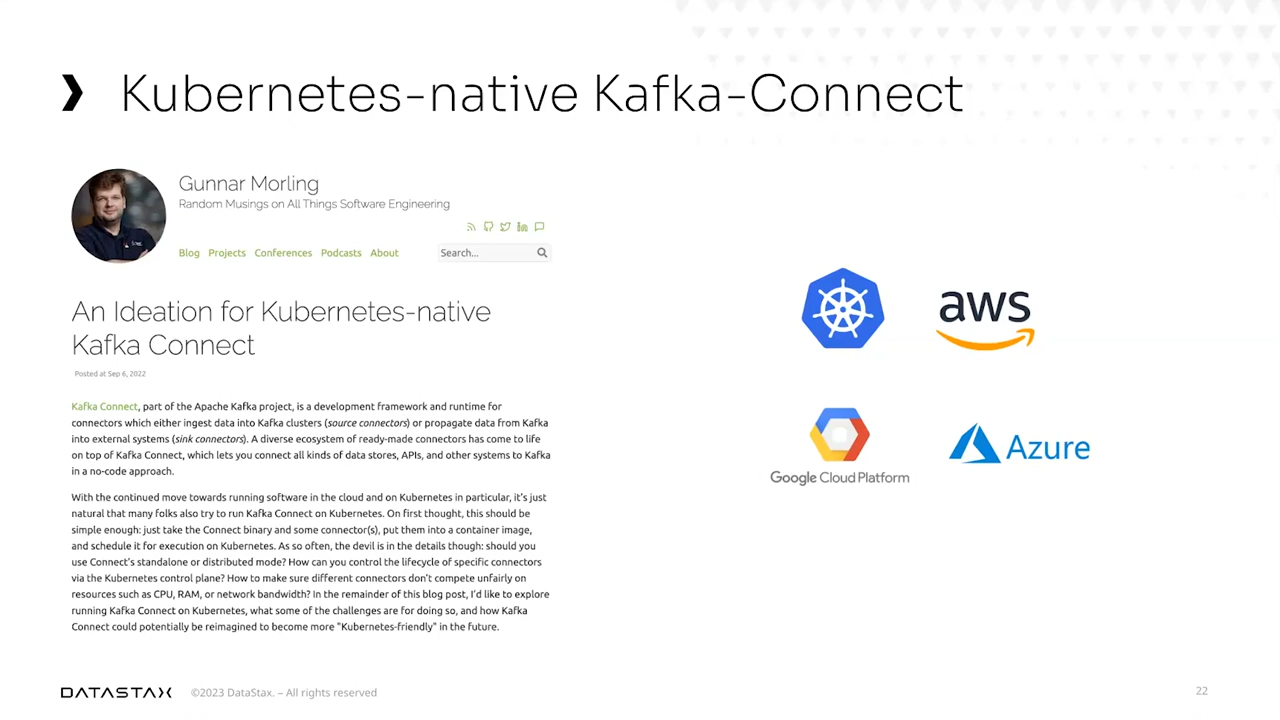 Kubernetes-native Kafka-Connect
Gunnar Morling
Random Musings on All Things Software Engineering
Blog Projects Conferences Podcasts About
Search...
An Ideation for Kubernetes-native
Kafka Connect
Posted at Sep 6, 2022
Kafka Connect, part of the Apache Kafka project, is a development framework and runtime for
connectors which either ingest data into Kafka clusters (source connectors) or propagate data from Kafka
into external systems (sink connectors). A diverse ecosystem of ready-made connectors has come to life
on top of Kafka Connect, which lets you connect all kinds of data stores, APIs, and other systems to Kafka
in a no-code approach.
With the continued move towards running software in the cloud and on Kubernetes in particular, it's just
natural that many folks also try to run Kafka Connect on Kubernetes. On first thought, this should be
simple enough: just take the Connect binary and some connector(s), put them into a container image,
and schedule it for execution on Kubernetes. As so often, the devil is in the details though: should you
use Connect's standalone or distributed mode? How can you control the lifecycle of specific connectors
via the Kubernetes control plane? How to make sure different connectors don't compete unfairly on
resources such as CPU, RAM, or network bandwidth? In the remainder of this blog post, I'd like to explore
running Kafka Connect on Kubernetes, what some of the challenges are for doing so, and how Kafka
Connect could potentially be reimagined to become more "Kubernetes-friendly" in the future.
aws
Google Cloud Platform
Azure
DATASTAX
©2023 DataStax. – All rights reserved
22